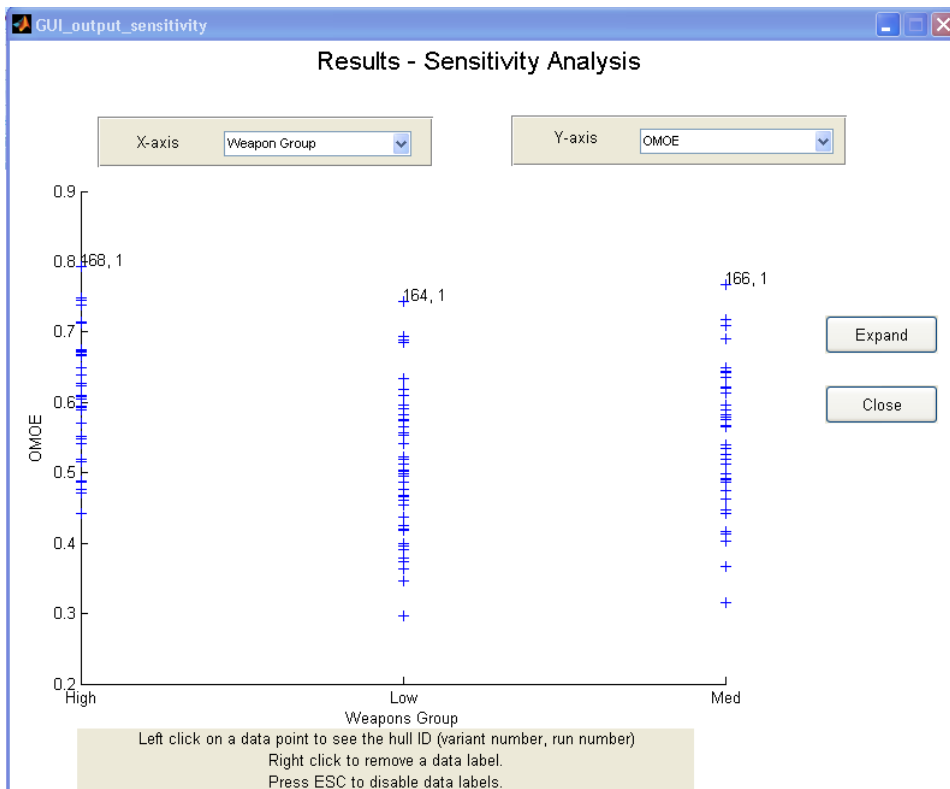 GUI_output_sensitivity
Results - Sensitivity Analysis
X-axis
Weapon Group
Y-axis
OMOE
0.9
0.8
0.7
0.6
0.5
0.4
0.3
0.2
OMOE
468, 1
164, 1
166, 1
Expand
Close
High
Low
Med
Weapons Group
Left click on a data point to see the hull ID (variant number, run number)
Right click to remove a data label.
Press ESC to disable data labels.